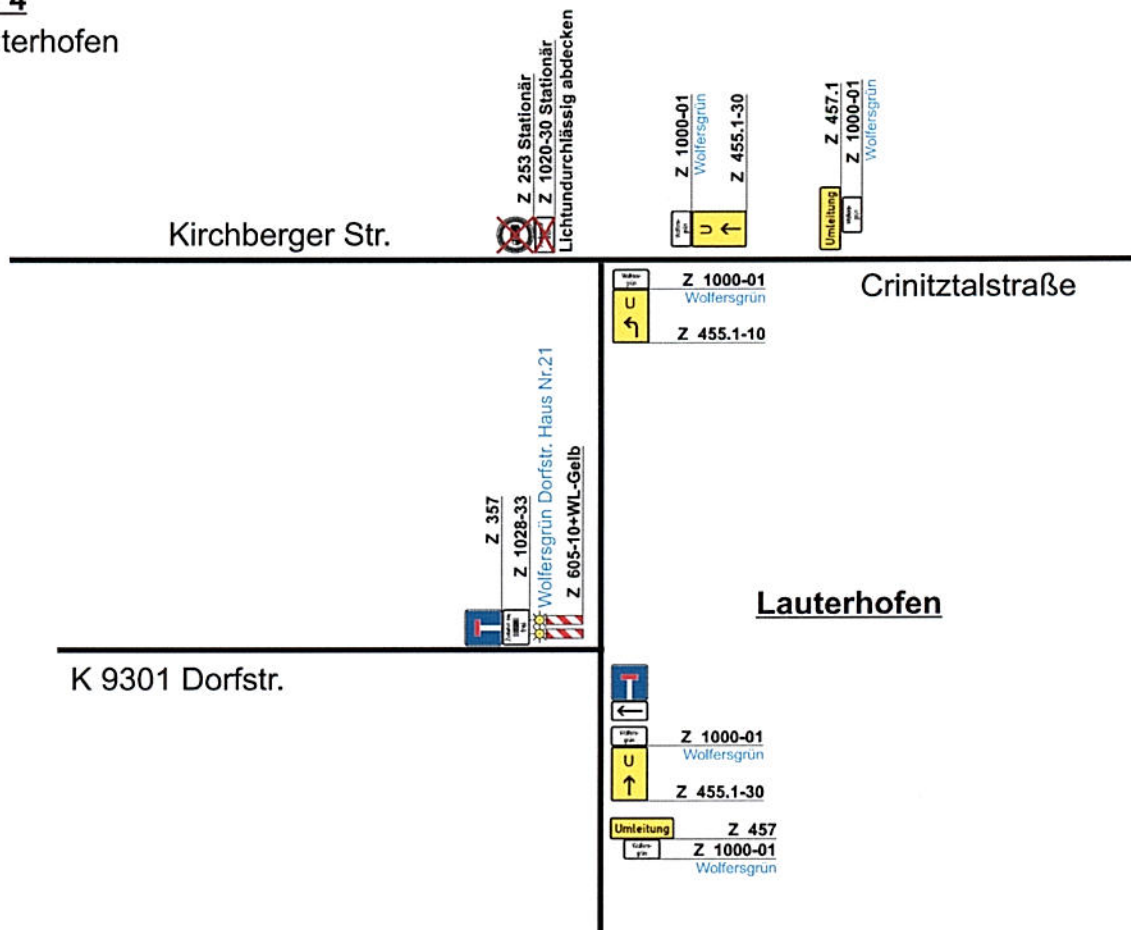 4
terhofen
Z 253 Stationär
Z 1020-30 Stationär
Lichtundurchlässig abdecken
Z 1000-01
Wolfersgrün
Z 455.1-30
Z 457.1
Z 1000-01
Wolfersgrün
U
Umleitung
Kirchberger Str.
Crinitztalstraße
Z 1000-01
Wolfersgrün
U
Z 455.1-10
Z 357
Z 1028-33
Wolfersgrün Dorfstr. Haus Nr.21
Z 605-10+WL-Gelb
Lauterhofen
K 9301 Dorfstr.
Z 1000-01
Wolfersgrün
U
Z 455.1-30
Umleitung
Z 457
Z 1000-01
Wolfersgrün